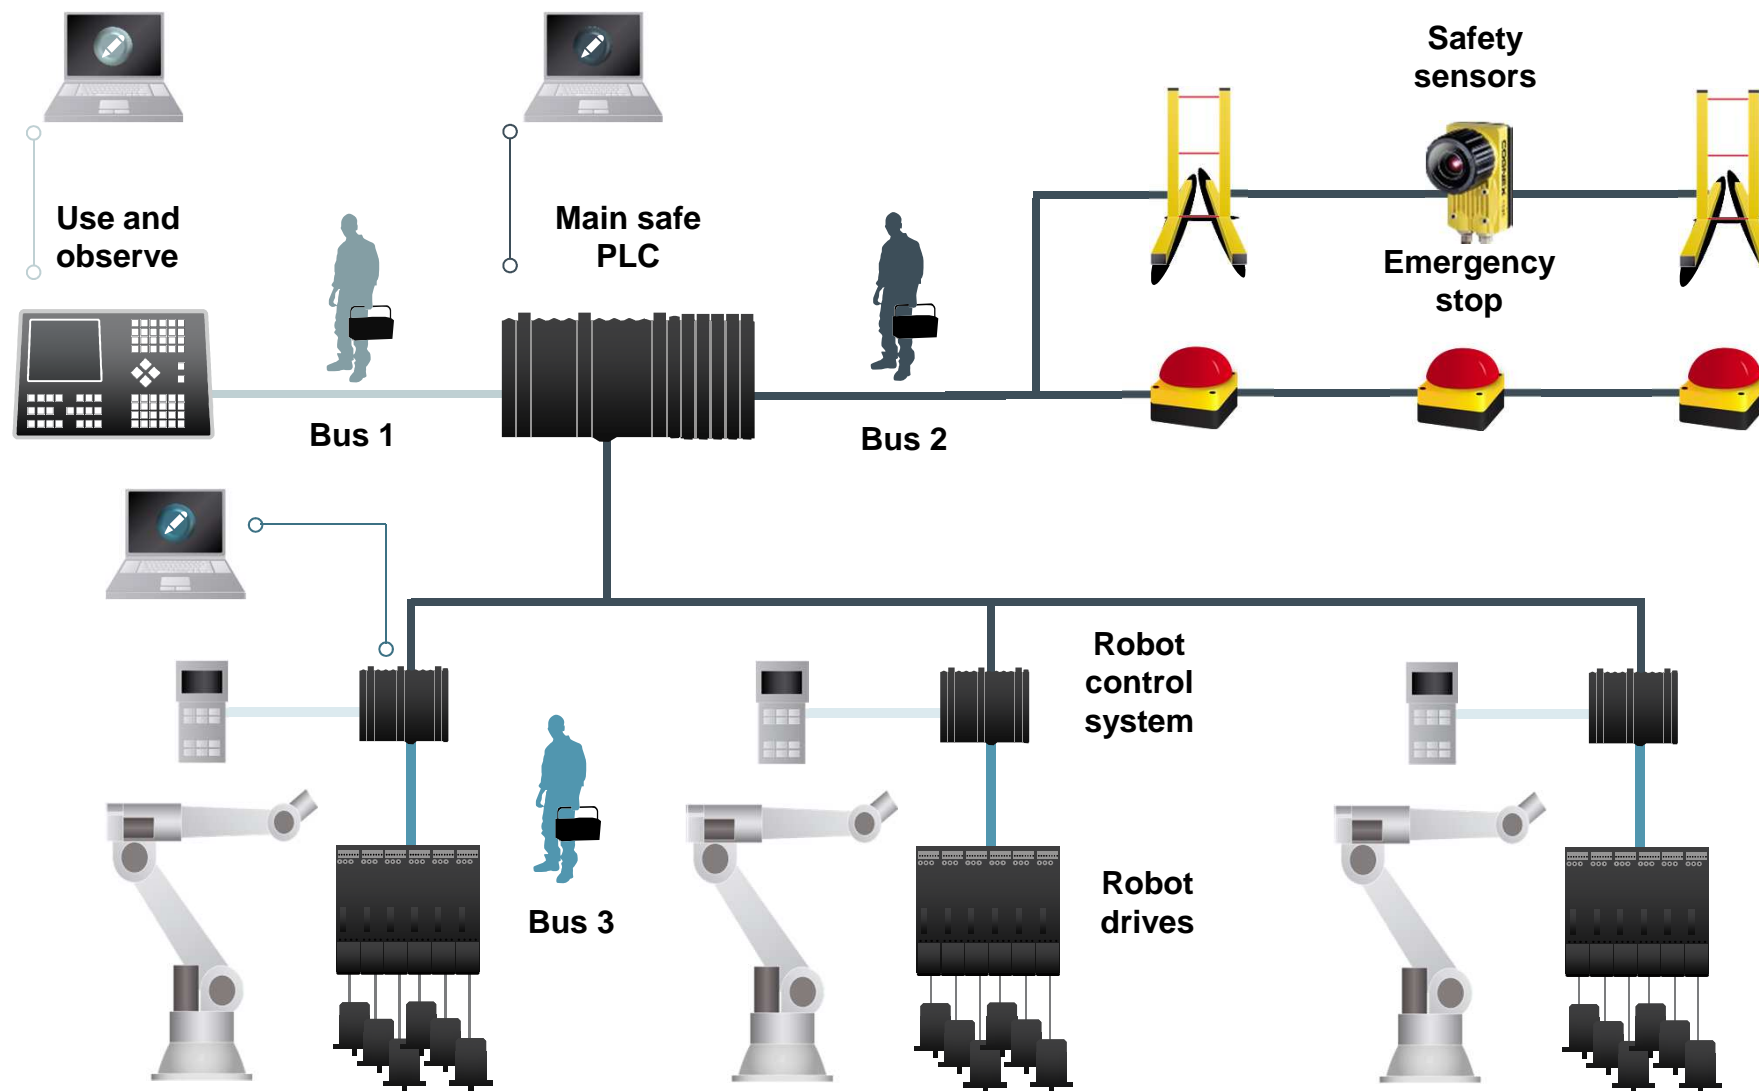 Safety
sensors
Use and
observe
Main safe
PLC
COGNEX
Emergency
stop
Bus 1
Bus 2
Robot
control
system
Bus 3
Robot
drives